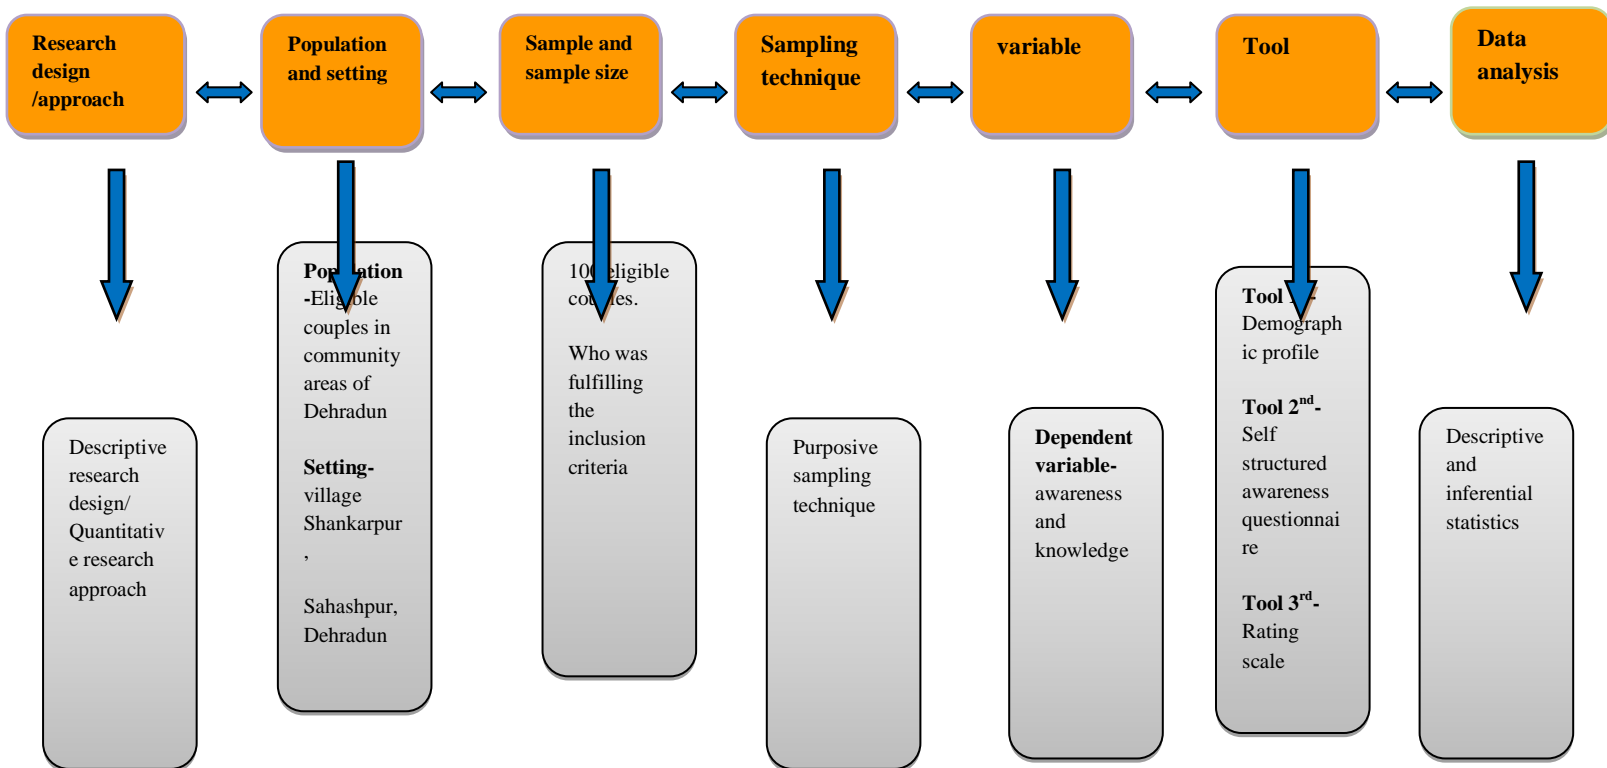 Research
design
/approach
Population
and setting
Sample and
sample size
Sampling
technique
variable
Tool
Data
analysis
Descriptive
research
design/
Quantitativ
e research
approach
-Eligible
couples in
community
areas of
Dehradun
Setting-
village
Shankarpur
,
Sahashpur,
Dehradun
eligible
Who was
fulfilling
the
inclusion
criteria
Purposive
sampling
technique
Dependent
variable-
awareness
and
knowledge
Tool
Demograph
ic profile
Tool 2nd-
Self
structured
awareness
questionnai
re
Tool 3rd-
Rating
scale
Descriptive
and
inferential
statistics